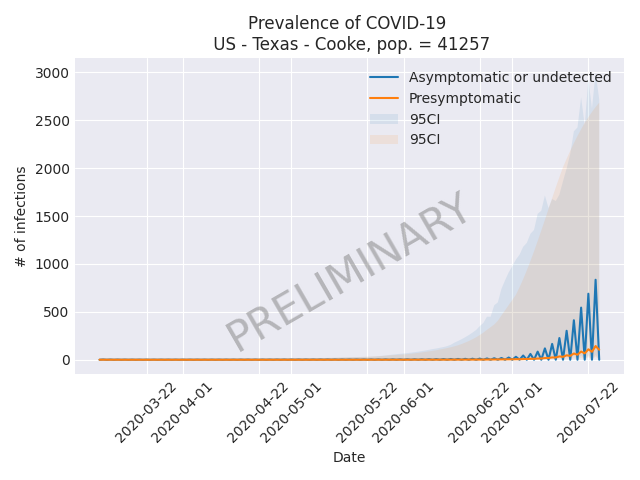 Prevalence of COVID-19
US - Texas - Cooke, pop. = 41257
3000
2500
2000
1500
1000
500
0
# of infections
Asymptomatic or undetected
Presymptomatic
95CI
95CI
PRELIMINARY
2020-03-22
2020-04-01
2020-04-22
2020-05-01
2020-05-22
2020-06-01
2020-06-22
2020-07-01
2020-07-22
Date